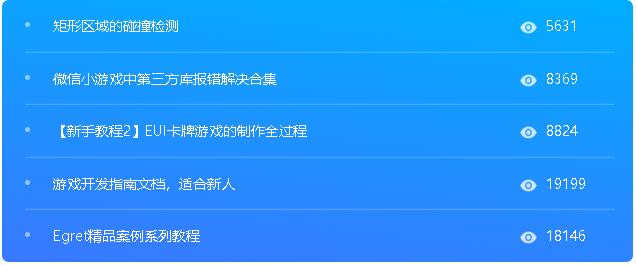 矩形区域的碰撞检测 5631
微信小游戏中第三方库报错解决合集 8369
【新手教程2】EUI卡牌游戏的制作全过程 8824
游戏开发指南文档，适合新人 19199
Egret精品案例系列教程 18146